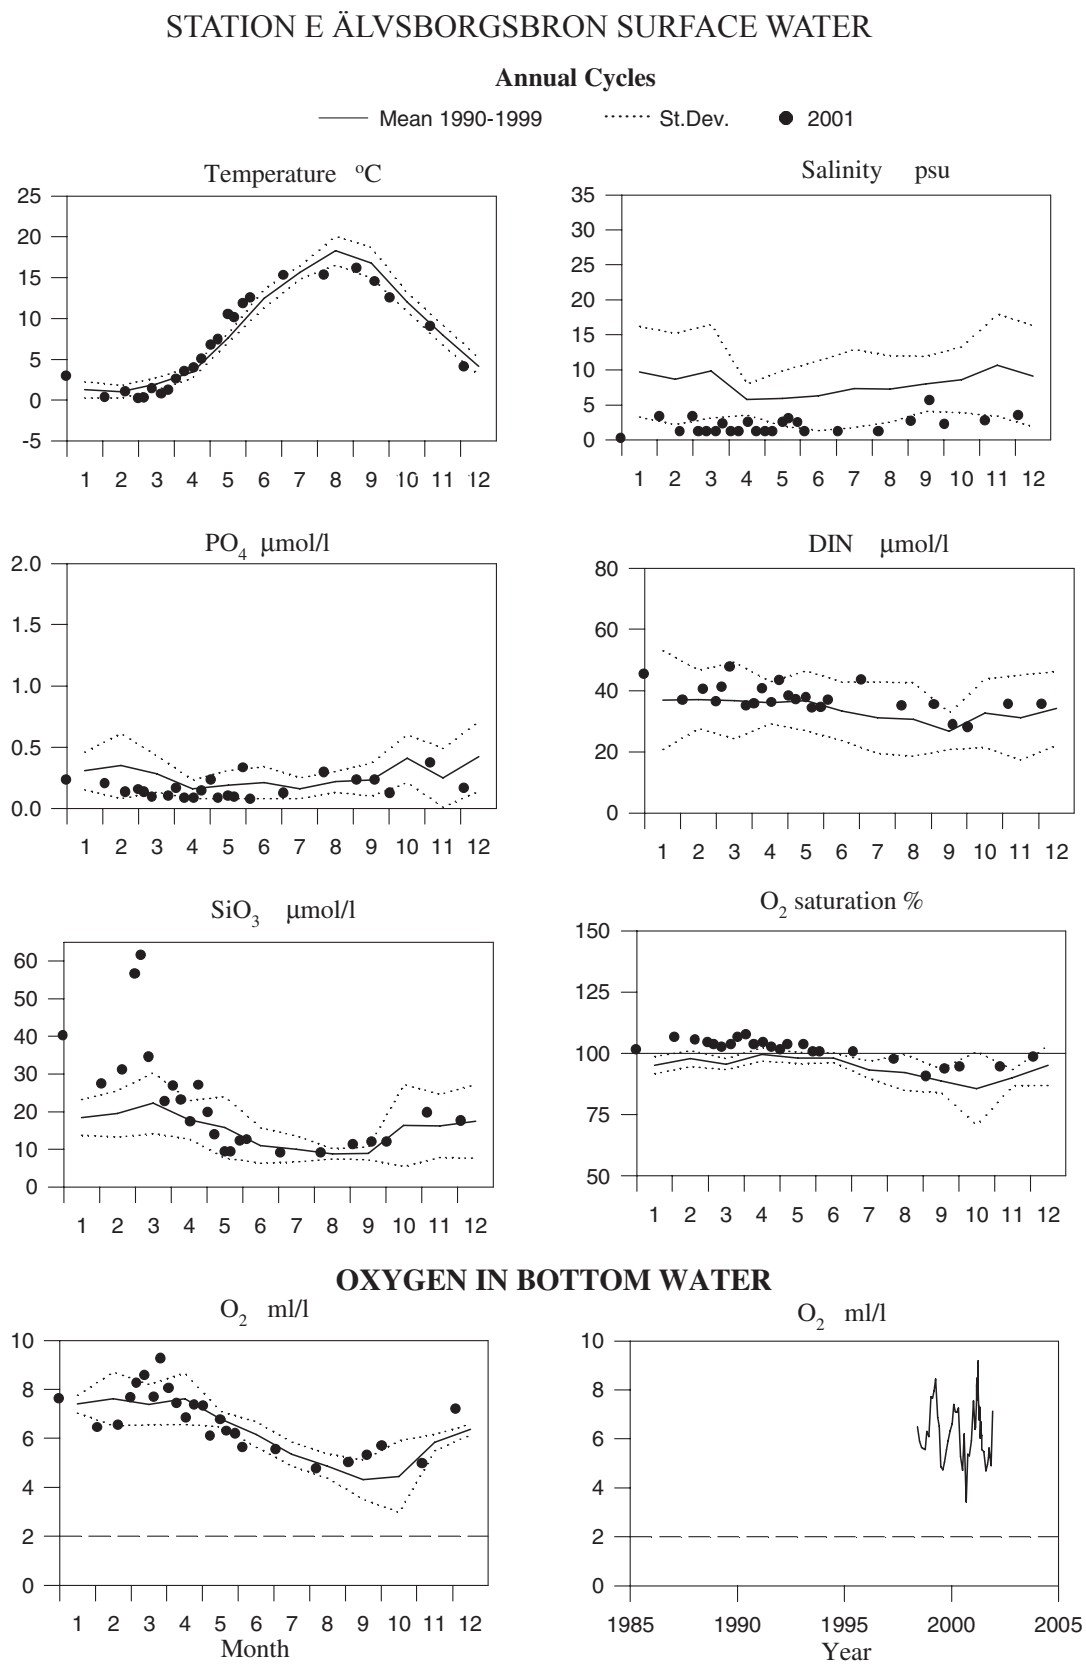 STATION E ÄLVSBORGSBRON SURFACE WATER
Annual Cycles
Mean 1990-1999 St.Dev. 2001
Temperature °C
25
20
15
10
5
0
-5
1 2 3 4 5 6 7 8 9 10 11 12
Salinity psu
35
30
25
20
15
10
5
0
1 2 3 4 5 6 7 8 9 10 11 12
PO4 µmol/l
2.0
1.5
1.0
0.5
0.0
1 2 3 4 5 6 7 8 9 10 11 12
DIN µmol/l
80
60
40
20
0
1 2 3 4 5 6 7 8 9 10 11 12
SiO3 µmol/l
60
50
40
30
20
10
0
1 2 3 4 5 6 7 8 9 10 11 12
O2 saturation %
150
125
100
75
50
1 2 3 4 5 6 7 8 9 10 11 12
OXYGEN IN BOTTOM WATER
O2 ml/l
10
8
6
4
2
0
1 2 3 4 5 6 7 8 9 10 11 12
Month
O2 ml/l
10
8
6
4
2
0
1985 1990 1995 2000 2005
Year